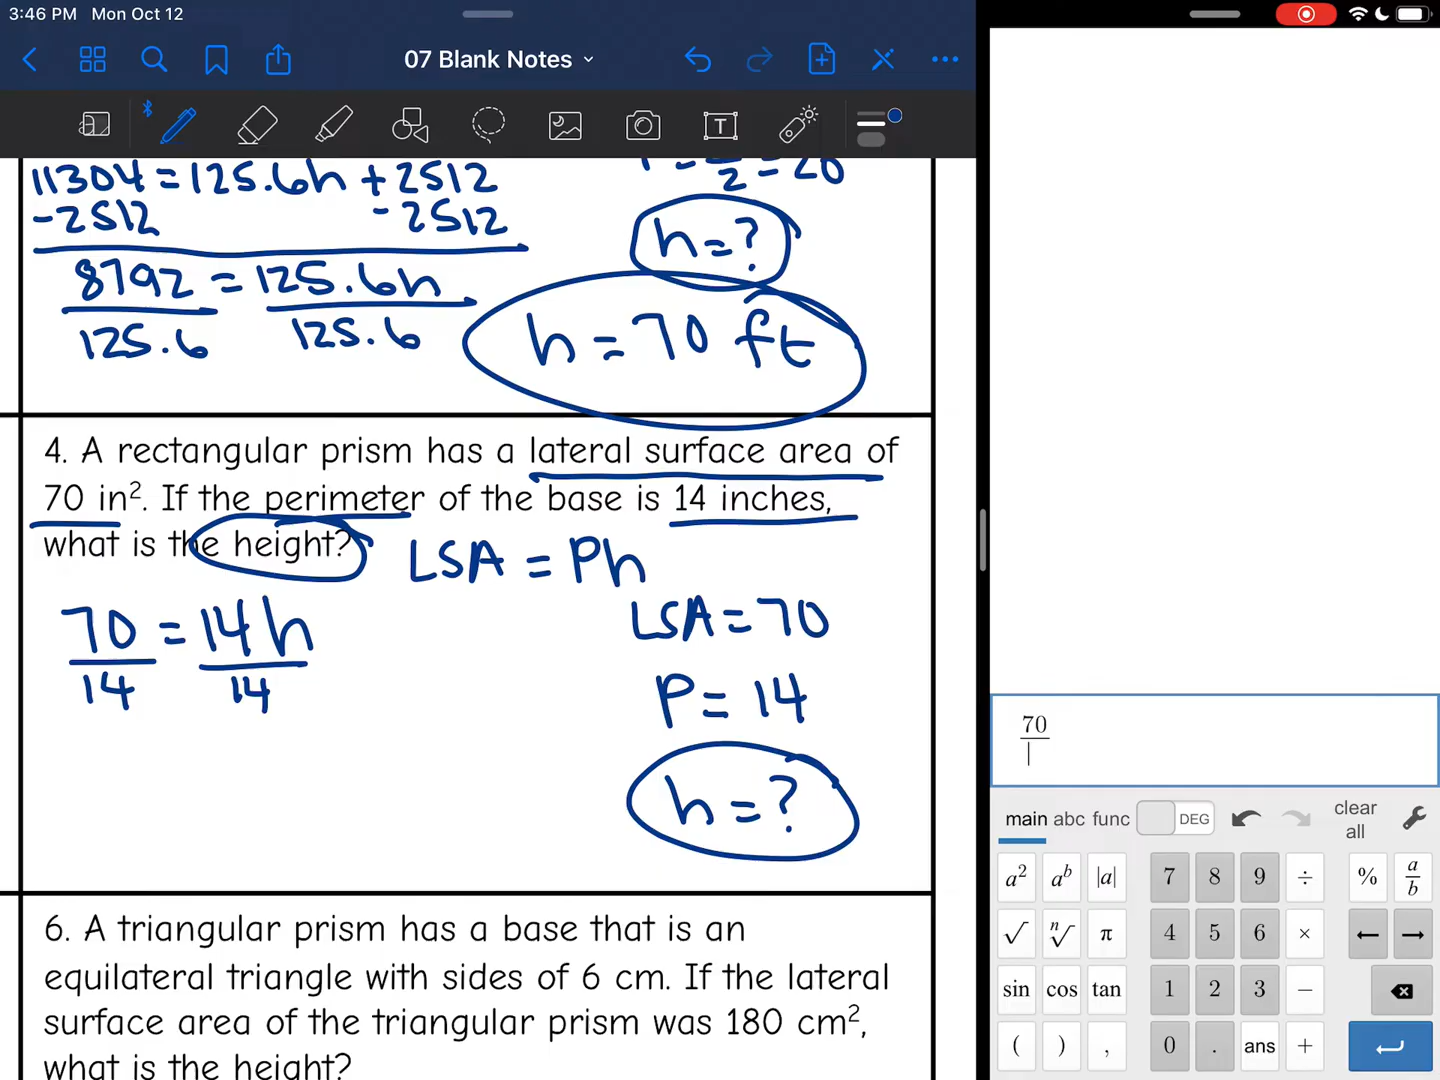 3:46 PM Mon Oct 12
07 Blank Notes
T
11304=125.6h + 2512
-2512 - 2512
= 20
2
h=?
8792 = 125.6h
125.6 125.6
h = 70 ft
4. A rectangular prism has a lateral surface area of
70 in². If the perimeter of the base is 14 inches,
what is the height?
LSA = Ph
70 = 14h
14 14
LSA=70
P = 14
h = ?
6. A triangular prism has a base that is an
equilateral triangle with sides of 6 cm. If the lateral
surface area of the triangular prism was 180 cm²,
what is the height?
70
main abc func DEG clear all
a² aᵇ |a| 7 8 9 ÷ % a/b
√ ⁿ√ π 4 5 6 × ← →
sin cos tan 1 2 3 −
( ) , 0 . ans +